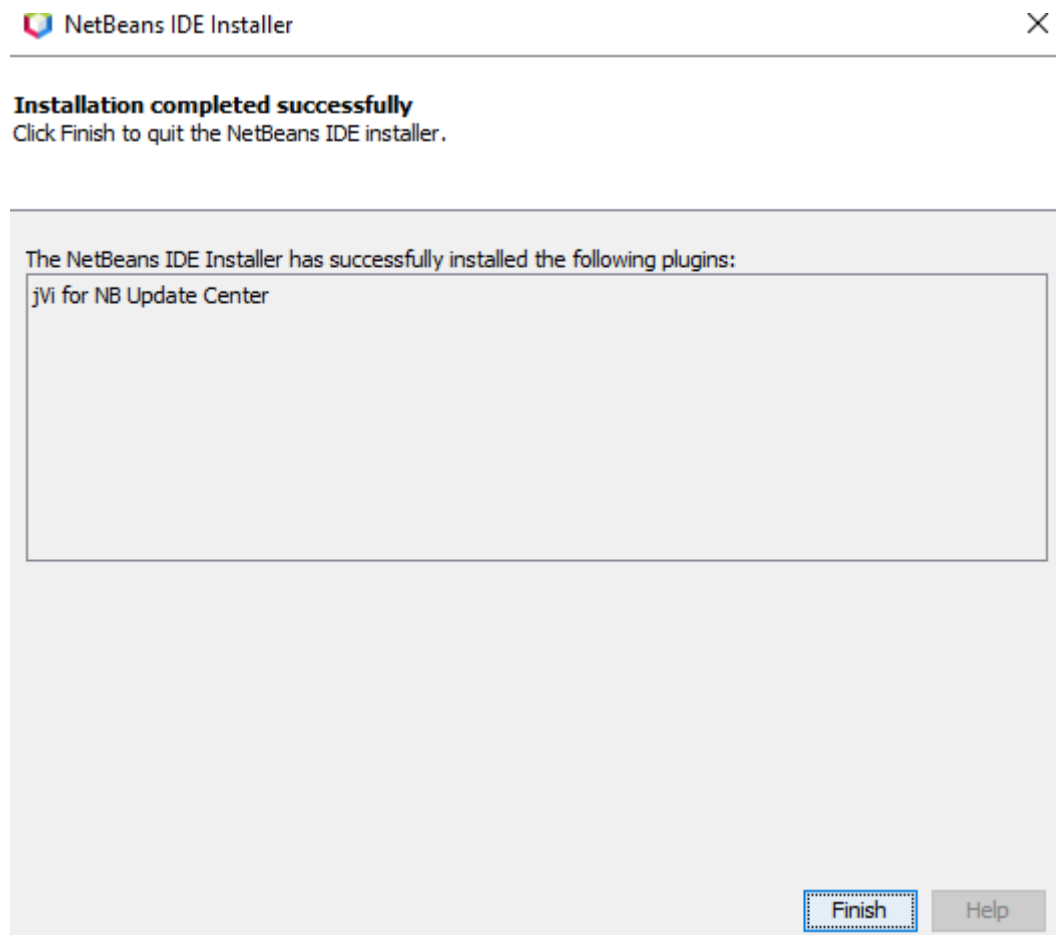 NetBeans IDE Installer
Installation completed successfully
Click Finish to quit the NetBeans IDE installer.
The NetBeans IDE Installer has successfully installed the following plugins:
jVi for NB Update Center
Finish
Help